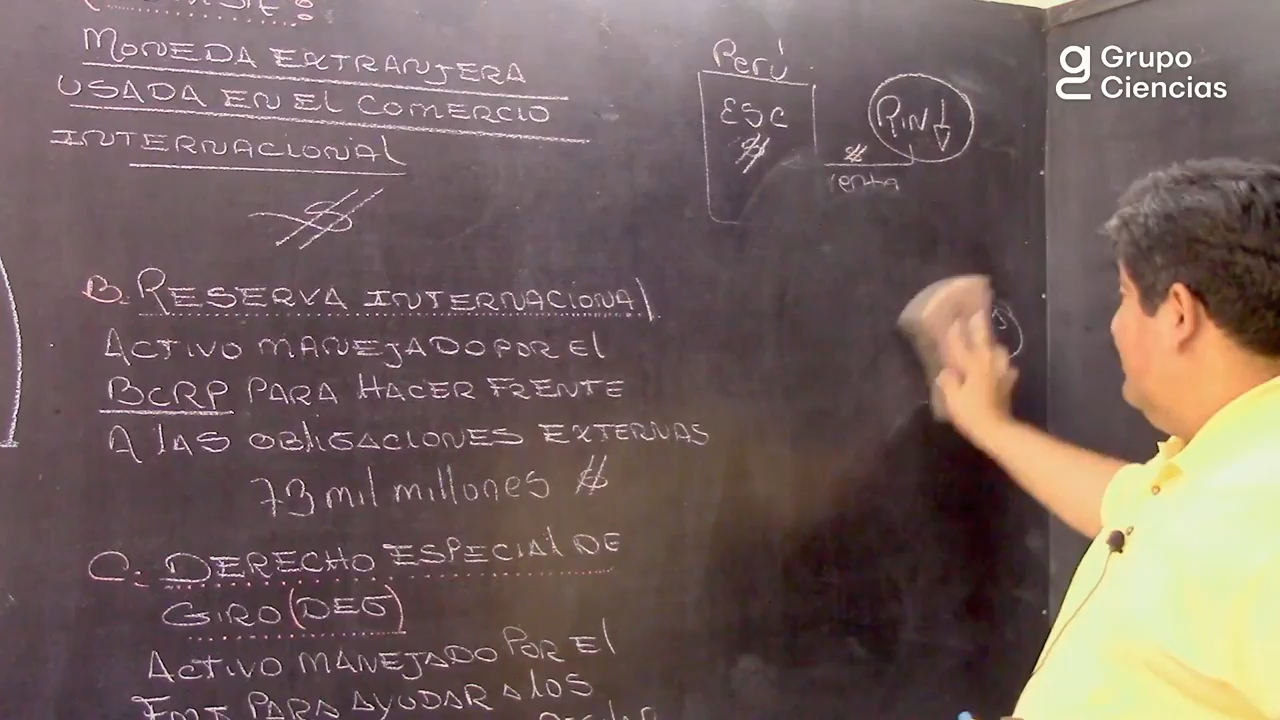 MONEDA EXTRANJERA
USADA EN EL COMERCIO
INTERNACIONAL
$
B. RESERVA INTERNACIONAL.
ACTIVO MANEJADO POR El
BCRP PARA HACER FRENTE
A lAS OBLIGACIONES EXTERNAS
73 mil millones $
C. DERECHO ESPECIAl DE
GIRO (DEG)
ACTIVO MANEJADO POR El
FMI PARA AYUDAR A lOS
Perú
ESC
$
RIN↓
$
renta
Grupo
Ciencias